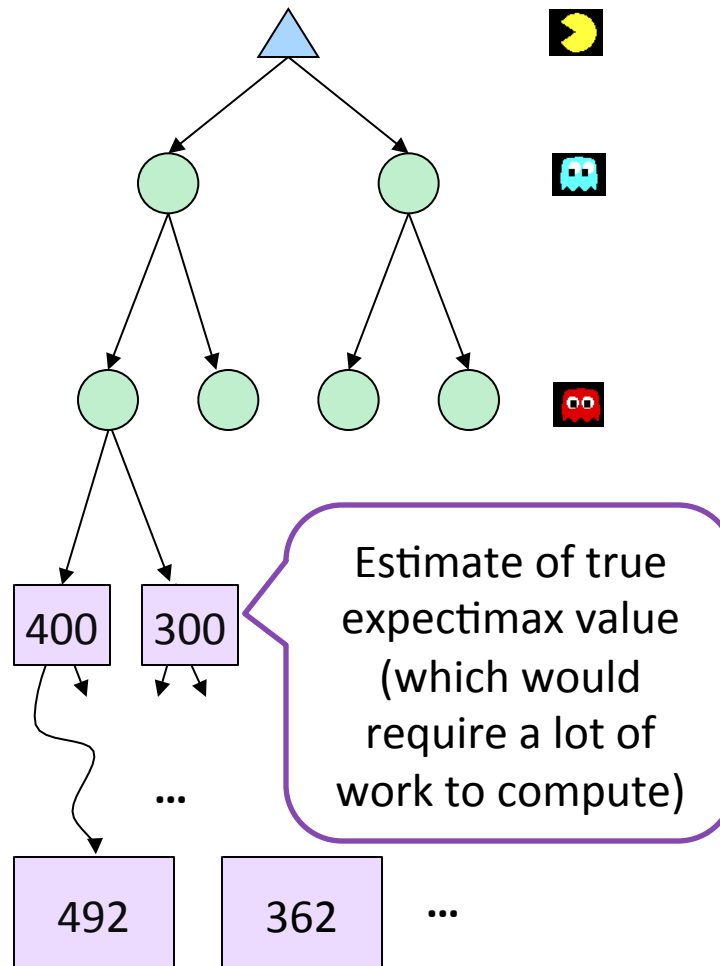 400
300
Estimate of true
expectimax value
(which would
require a lot of
work to compute)
...
492
362
...